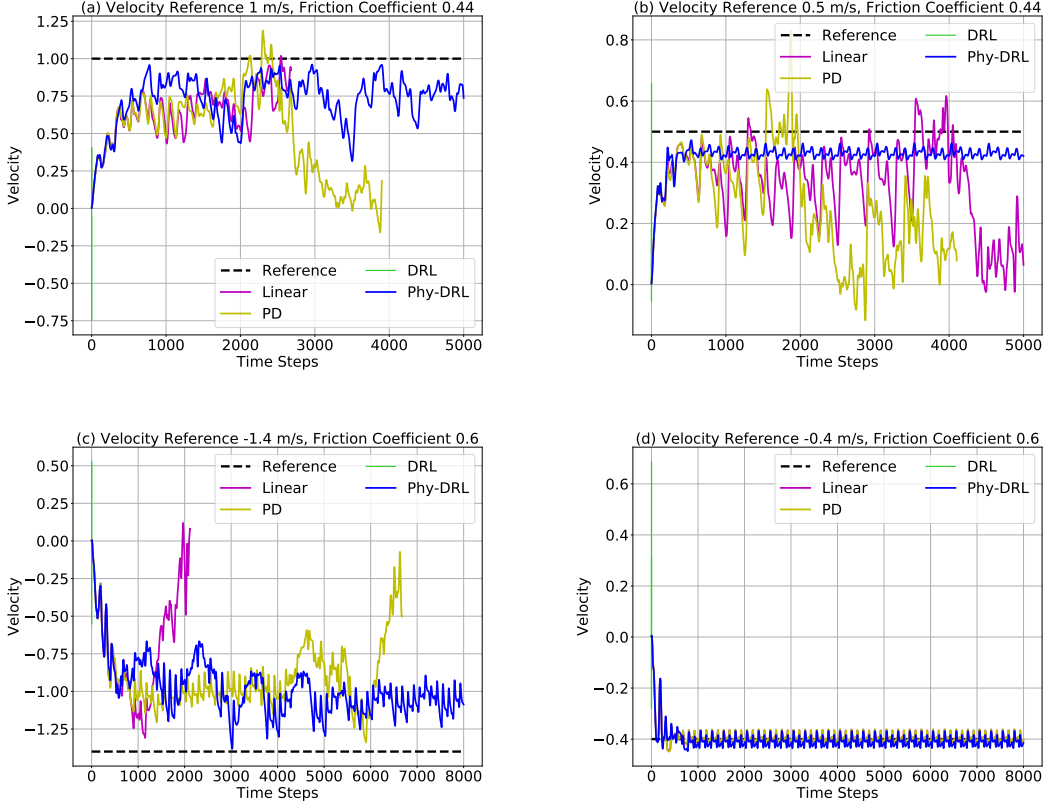 (a) Velocity Reference 1 m/s, Friction Coefficient 0.44
1.25
1.00
0.75
0.50
0.25
0.00
−0.25
−0.50
−0.75
Velocity
Reference
Linear
PD
DRL
Phy-DRL
0 1000 2000 3000 4000 5000
Time Steps
(b) Velocity Reference 0.5 m/s, Friction Coefficient 0.44
0.8
0.6
0.4
0.2
0.0
Velocity
Reference
Linear
PD
DRL
Phy-DRL
0 1000 2000 3000 4000 5000
Time Steps
(c) Velocity Reference -1.4 m/s, Friction Coefficient 0.6
0.50
0.25
0.00
−0.25
−0.50
−0.75
−1.00
−1.25
Velocity
Reference
Linear
PD
DRL
Phy-DRL
0 1000 2000 3000 4000 5000 6000 7000 8000
Time Steps
(d) Velocity Reference -0.4 m/s, Friction Coefficient 0.6
0.6
0.4
0.2
0.0
−0.2
−0.4
Velocity
Reference
Linear
PD
DRL
Phy-DRL
0 1000 2000 3000 4000 5000 6000 7000 8000
Time Steps